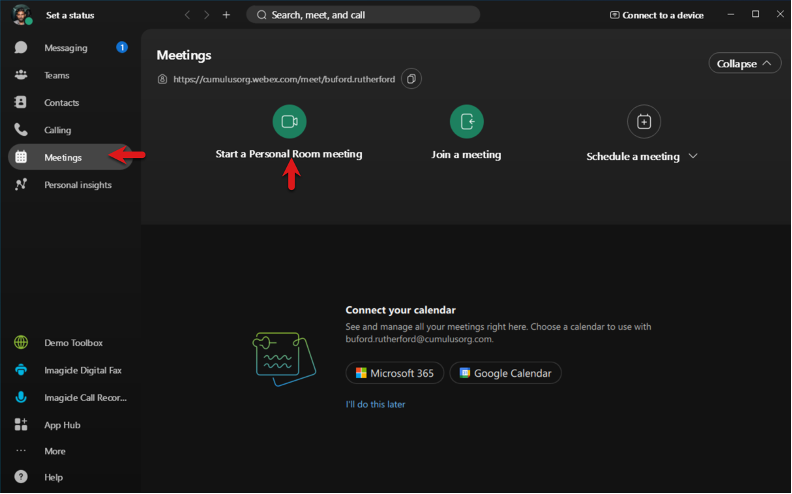 Set a status
Search, meet, and call
Connect to a device
Messaging
1
Teams
Contacts
Calling
Meetings
Personal insights
Demo Toolbox
Imagicle Digital Fax
Imagicle Call Recor...
App Hub
More
Help
Meetings
Collapse
https://cumulusorg.webex.com/meet/buford.rutherford
Start a Personal Room meeting
Join a meeting
Schedule a meeting
Connect your calendar
See and manage all your meetings right here. Choose a calendar to use with
buford.rutherford@cumulusorg.com.
Microsoft 365
Google Calendar
I'll do this later